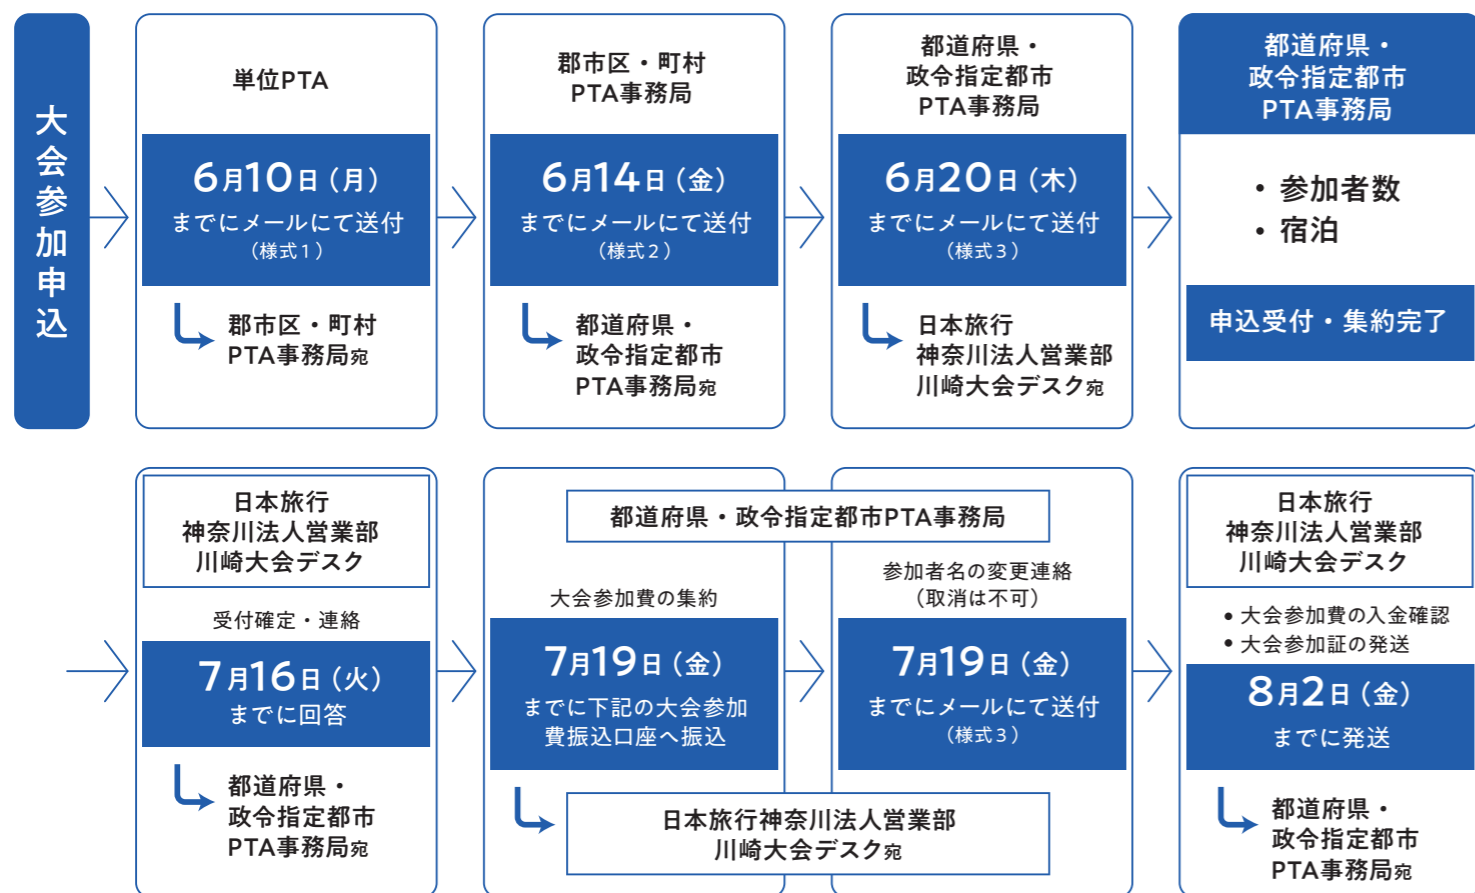 大会参加申込
単位PTA
6月10日（月）
までにメールにて送付
（様式1）
郡市区・町村
PTA事務局宛
郡市区・町村
PTA事務局
6月14日（金）
までにメールにて送付
（様式2）
都道府県・
政令指定都市
PTA事務局宛
都道府県・
政令指定都市
PTA事務局
6月20日（木）
までにメールにて送付
（様式3）
日本旅行
神奈川法人営業部
川崎大会デスク宛
都道府県・
政令指定都市
PTA事務局
・参加者数
・宿泊
申込受付・集約完了
日本旅行
神奈川法人営業部
川崎大会デスク
受付確定・連絡
7月16日（火）
までに回答
都道府県・
政令指定都市
PTA事務局宛
都道府県・政令指定都市PTA事務局
大会参加費の集約
7月19日（金）
までに下記の大会参加
費振込口座へ振込
参加者名の変更連絡
（取消は不可）
7月19日（金）
までにメールにて送付
（様式3）
日本旅行神奈川法人営業部
川崎大会デスク宛
日本旅行
神奈川法人営業部
川崎大会デスク
• 大会参加費の入金確認
• 大会参加証の発送
8月2日（金）
までに発送
都道府県・
政令指定都市
PTA事務局宛